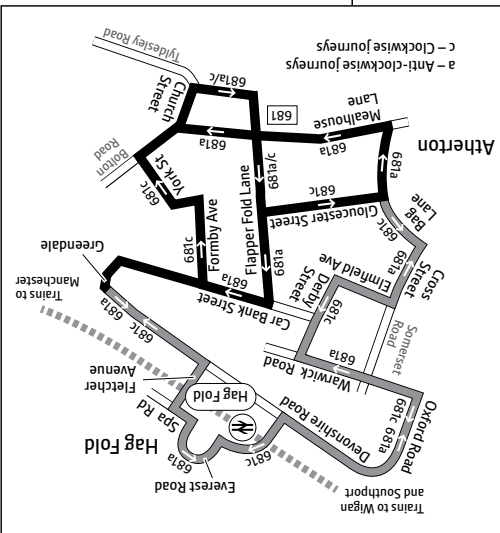 Trains to Wigan
and Southport
Everest Road
681a
681c
Hag Fold
Oxford Road
681c 681a
Devonshire Road
Spa Rd
Hag Fold
Fletcher
Avenue
Warwick Road
681a
Somerset
Road
681c
681a
Car Bank Street
681a
Derby
Street
681c
Elmfield Ave
Cross
Street
681a
Trains to
Manchester
Greendale
Bag
Lane
681c
681a
Gloucester Street
681c
Flapper Fold Lane
681a
681a/c
Formby Ave
681c
York St
681c
Bolton
Road
Atherton
Mealhouse
Lane
681a
681
681a
681a/c
Church
Street
Tyldesley Road
a – Anti-clockwise journeys
c – Clockwise journeys